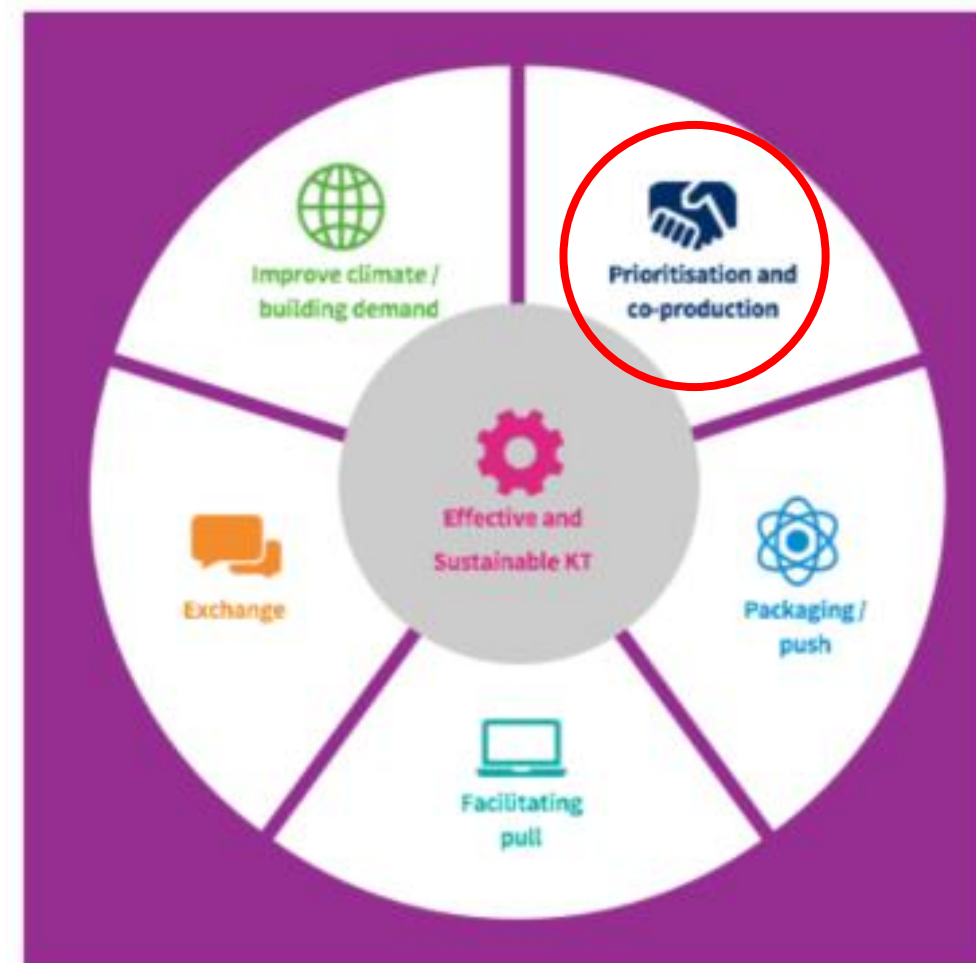 Improve climate /
building demand
Prioritisation and
co-production
Effective and
Sustainable KT
Exchange
Packaging /
push
Facilitating
pull